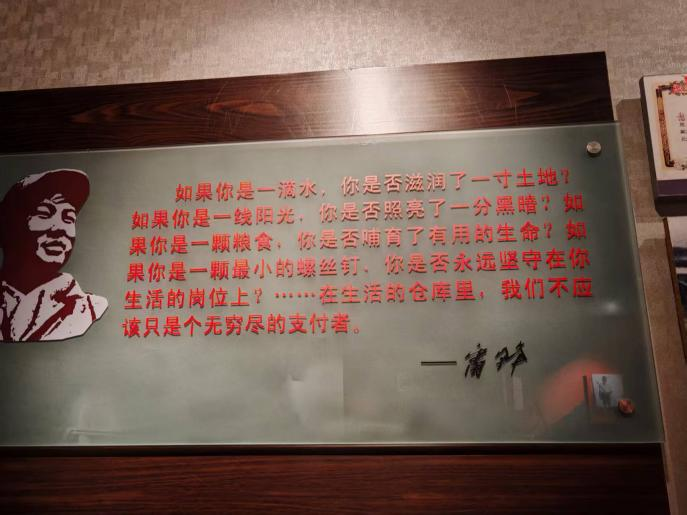 如果你是一滴水，你是否滋润了一寸土地？
如果你是一线阳光，你是否照亮了一分黑暗？如
果你是一颗粮食，你是否哺育了有用的生命？如
果你是一颗最小的螺丝钉，你是否永远坚守在你
生活的岗位上？……在生活的仓库里，我们不应
该只是个无穷尽的支付者。
——雷锋